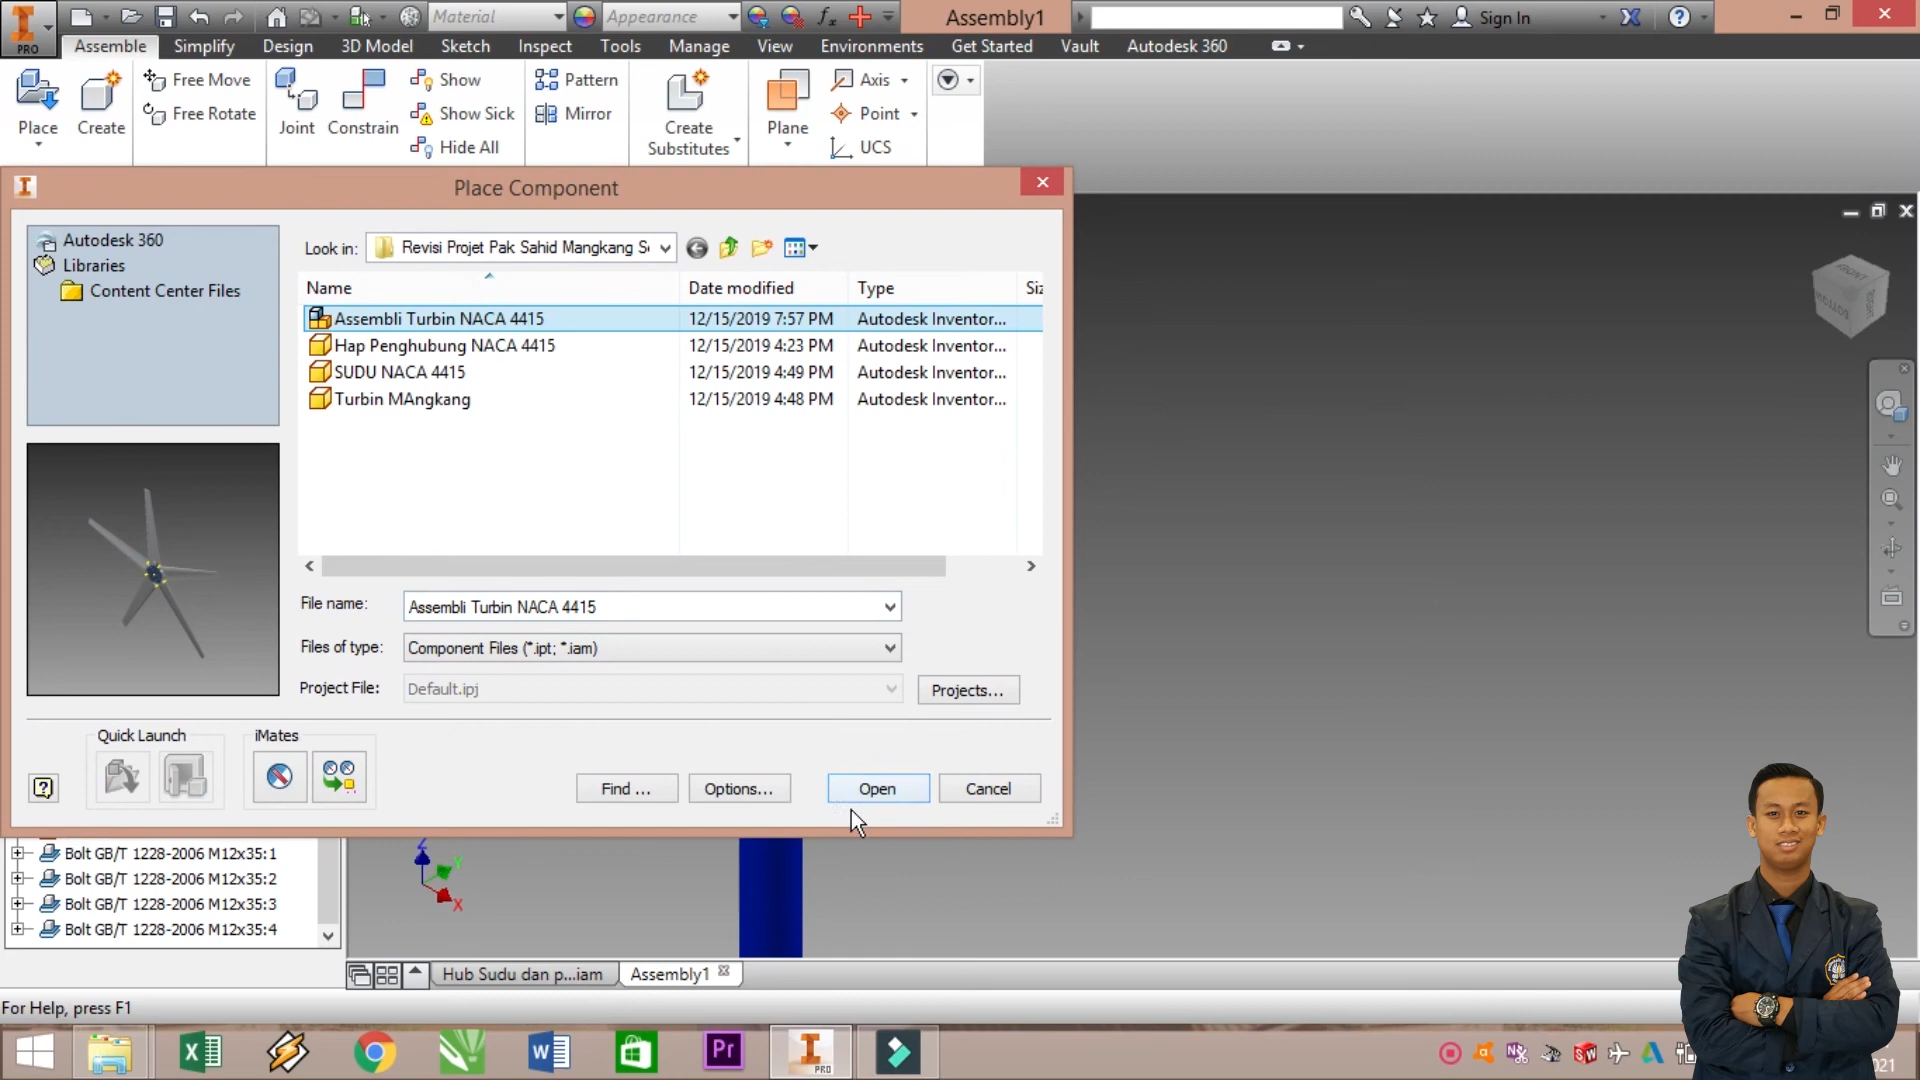 Material
Appearance
Assembly1
Sign In
PRO
Assemble
Simplify
Design
3D Model
Sketch
Inspect
Tools
Manage
View
Environments
Get Started
Vault
Autodesk 360
Place
Create
Free Move
Free Rotate
Joint
Constrain
Show
Show Sick
Hide All
Pattern
Mirror
Create
Substitutes
Plane
Axis
Point
UCS
Place Component
Autodesk 360
Libraries
Content Center Files
Look in:
Revisi Projet Pak Sahid Mangkang
Name
Date modified
Type
Siz
Assembli Turbin NACA 4415 12/15/2019 7:57 PM Autodesk Inventor...
Hap Penghubung NACA 4415 12/15/2019 4:23 PM Autodesk Inventor...
SUDU NACA 4415 12/15/2019 4:49 PM Autodesk Inventor...
Turbin MAngkang 12/15/2019 4:48 PM Autodesk Inventor...
File name: Assembli Turbin NACA 4415
Files of type: Component Files (*.ipt; *.iam)
Project File: Default.ipj
Projects...
Quick Launch
iMates
Find ...
Options...
Open
Cancel
FRONT
BOTTOM
RIGHT
Bolt GB/T 1228-2006 M12x35:1
Bolt GB/T 1228-2006 M12x35:2
Bolt GB/T 1228-2006 M12x35:3
Bolt GB/T 1228-2006 M12x35:4
Z
Y
X
Hub Sudu dan p...iam
Assembly1
For Help, press F1
Pr
PRO
021